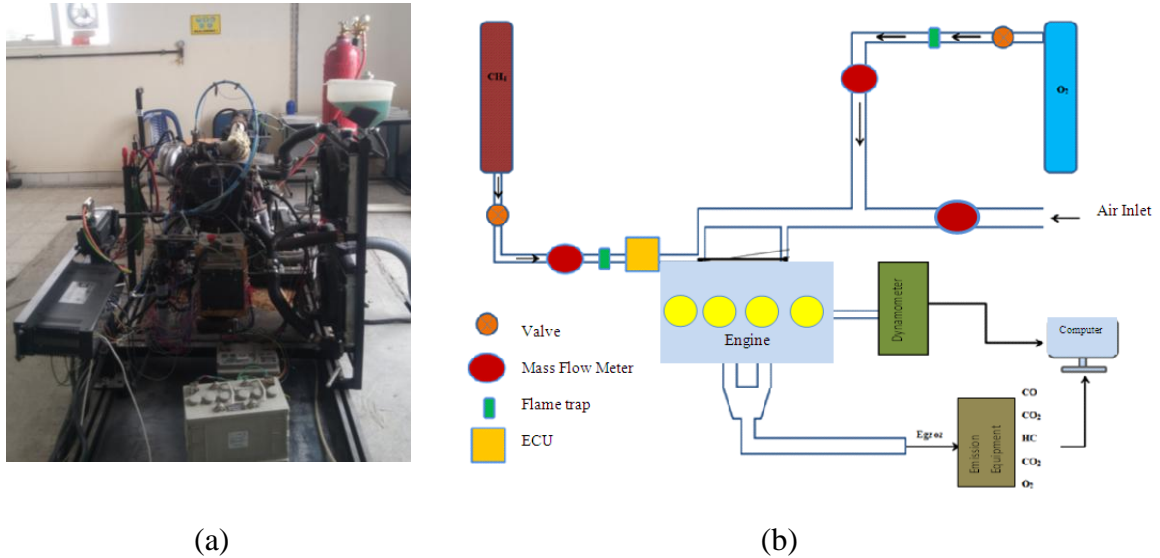 CH₄
O₂
Air Inlet
Valve
Mass Flow Meter
Flame trap
ECU
Engine
Dynamometer
Computer
Egzoz
Emission
Equipment
CO
CO₂
HC
CO₂
O₂
(a)
(b)